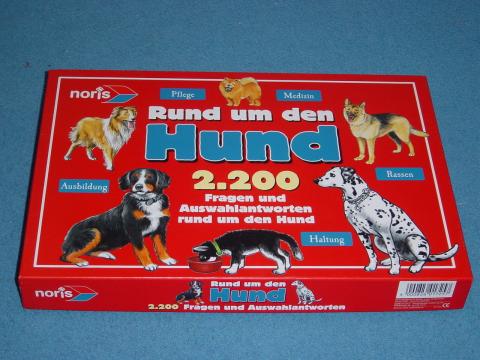 noris
Pflege
Medizin
Rund um den
Hund
Ausbildung
2.200
Rassen
Fragen und
Auswahlantworten
rund um den Hund
Haltung
noris
Rund um den
Hund
2.200 Fragen und Auswahlantworten